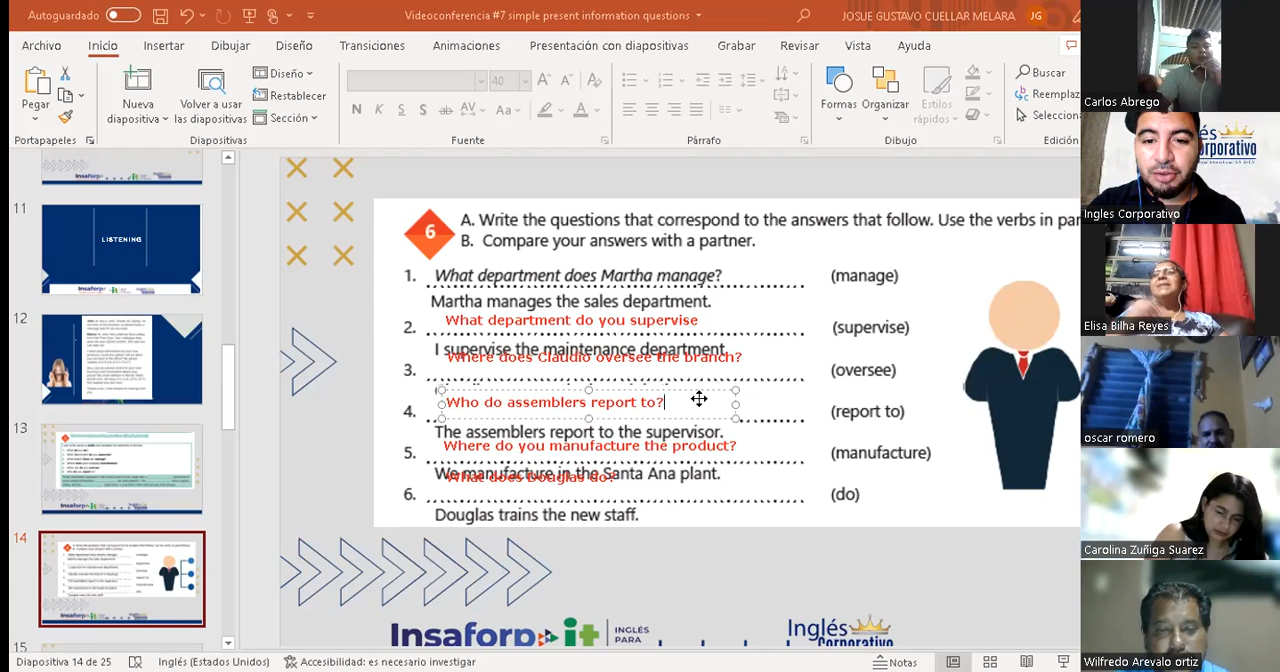 Autoguardado
Videoconferencia #7 simple present information questions
JOSUE GUSTAVO CUELLAR MELARA
JG
Archivo
Inicio
Insertar
Dibujar
Diseño
Transiciones
Animaciones
Presentación con diapositivas
Grabar
Revisar
Vista
Ayuda
Pegar
Nueva diapositiva
Volver a usar las diapositivas
Diseño
Restablecer
Sección
40
N K S S ab AV Aa
Formas
Organizar
Estilos rápidos
Buscar
Reemplaz
Seleccion
Portapapeles
Diapositivas
Fuente
Párrafo
Dibujo
Edición
11
LISTENING
12
13
14
15
6
A. Write the questions that correspond to the answers that follow. Use the verbs in par
B. Compare your answers with a partner.
1. What department does Martha manage? (manage)
Martha manages the sales department.
What department do you supervise
2. (supervise)
I supervise the maintenance department.
Where does Claudio oversee the branch?
3. (oversee)
Who do assemblers report to?
4. (report to)
The assemblers report to the supervisor.
Where do you manufacture the product?
5. (manufacture)
We manufacture in the Santa Ana plant.
What does Douglas do?
6. (do)
Douglas trains the new staff.
Insaforp
it
INGLÉS
PARA
Inglés
Corporativo
Carlos Abrego
Ingles Corporativo
Elisa Bilha Reyes
oscar romero
Carolina Zuñiga Suarez
Wilfredo Arevalo ortiz
Diapositiva 14 de 25
Inglés (Estados Unidos)
Accesibilidad: es necesario investigar
Notas